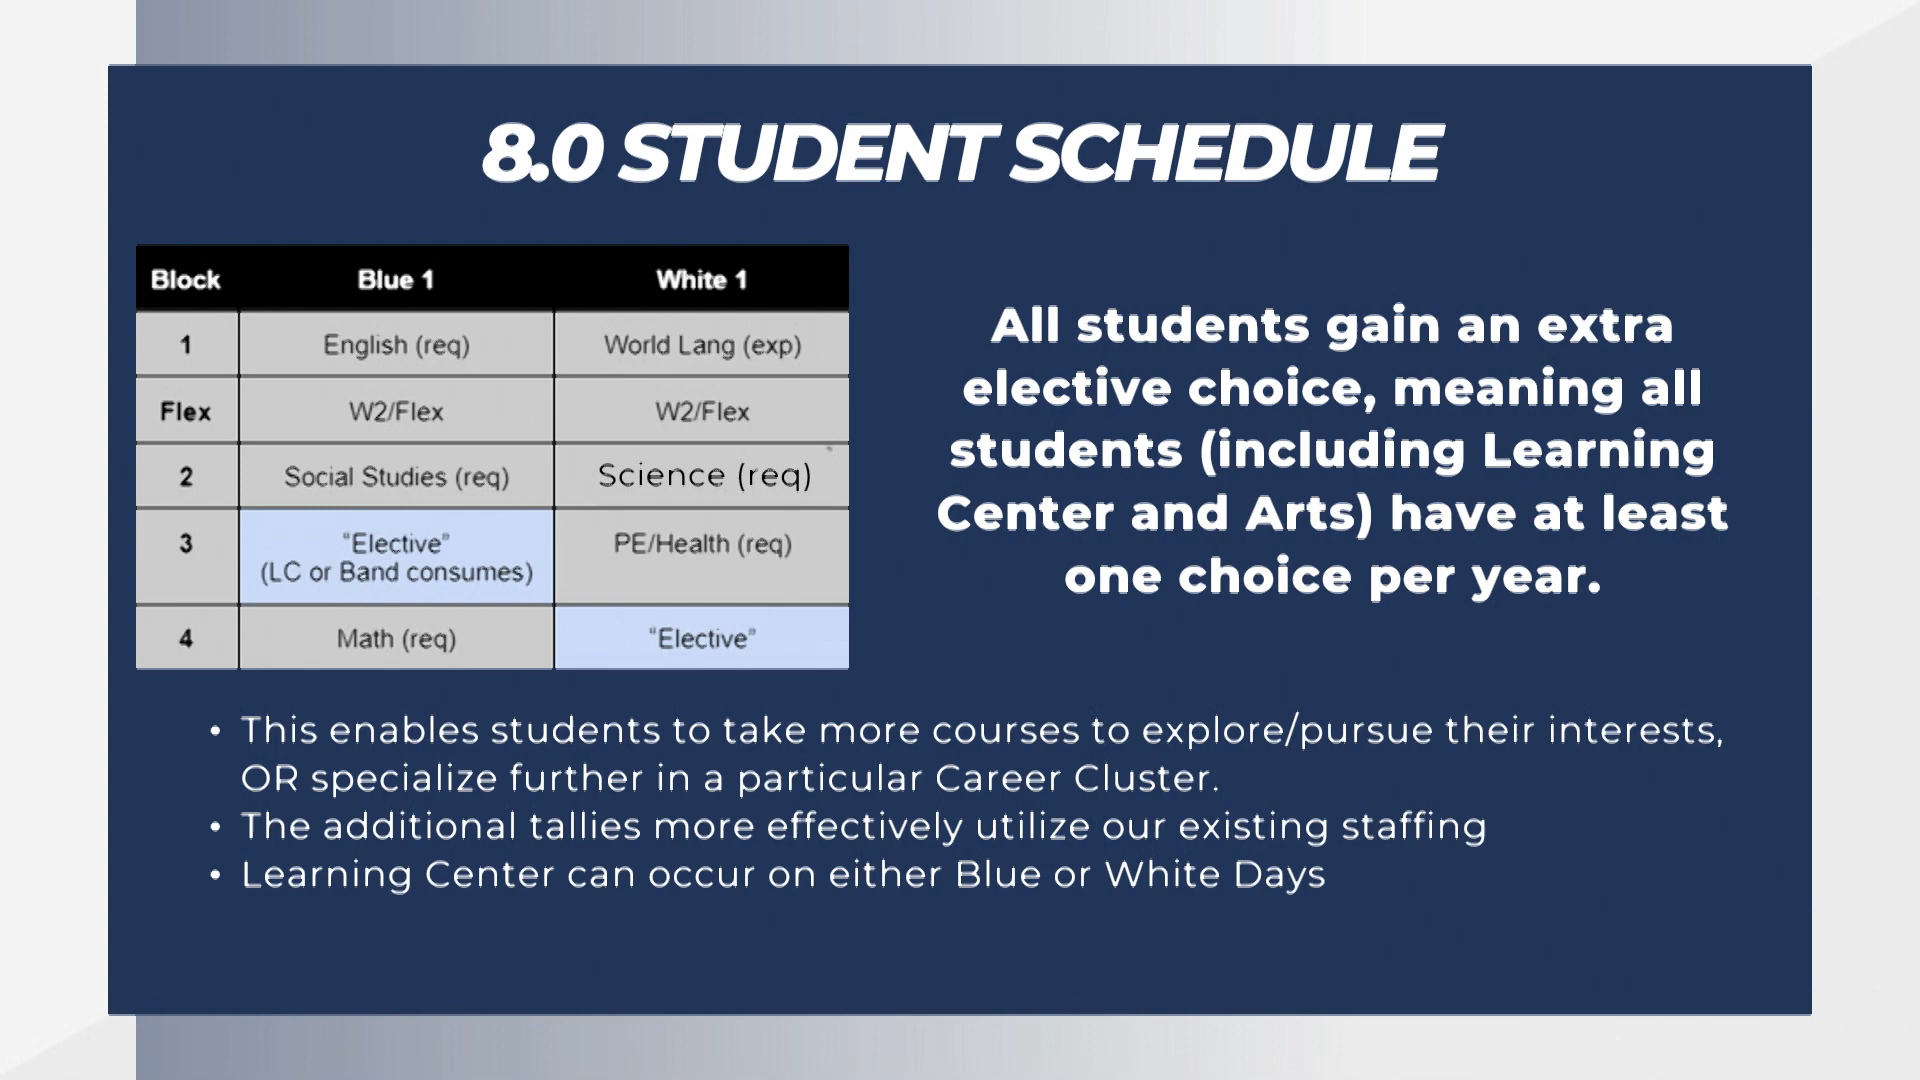 8.0 STUDENT SCHEDULE
Block Blue 1 White 1
1 English (req) World Lang (exp)
Flex W2/Flex W2/Flex
2 Social Studies (req) Science (req)
3 “Elective” PE/Health (req)
(LC or Band consumes)
4 Math (req) “Elective”
All students gain an extra
elective choice, meaning all
students (including Learning
Center and Arts) have at least
one choice per year.
• This enables students to take more courses to explore/pursue their interests,
OR specialize further in a particular Career Cluster.
• The additional tallies more effectively utilize our existing staffing
• Learning Center can occur on either Blue or White Days